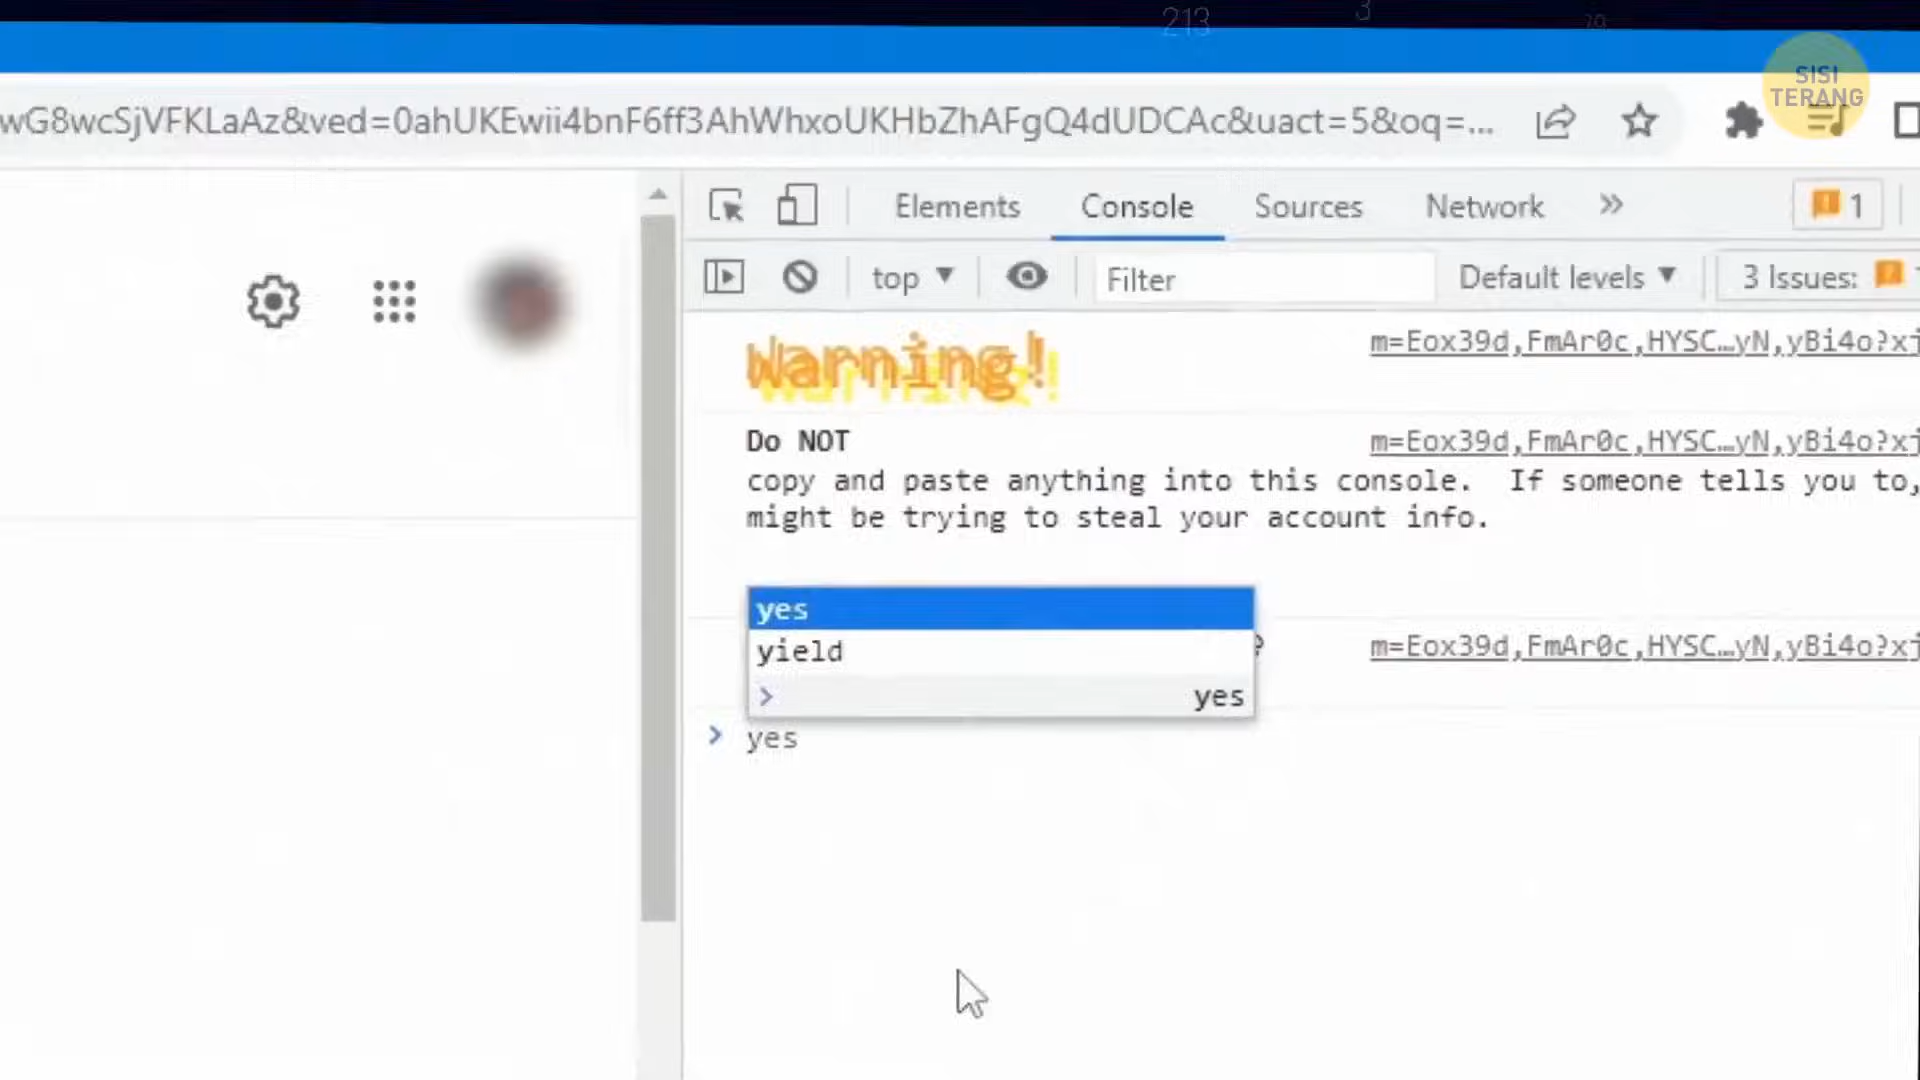 213
3
SISI
TERANG
wG8wcSjVFKLaAz&ved=0ahUKEwii4bnF6ff3AhWhxoUKHbZhAFgQ4dUDCAc&uact=5&oq=...
Elements Console Sources Network » 1
top ▼ Filter Default levels ▼ 3 Issues:
Warning! m=Eox39d,FmAr0c,HYSC…yN,yBi4o?xj
Do NOT m=Eox39d,FmAr0c,HYSC…yN,yBi4o?xj
copy and paste anything into this console. If someone tells you to,
might be trying to steal your account info.
yes
yield
? m=Eox39d,FmAr0c,HYSC…yN,yBi4o?xj
> yes
> yes